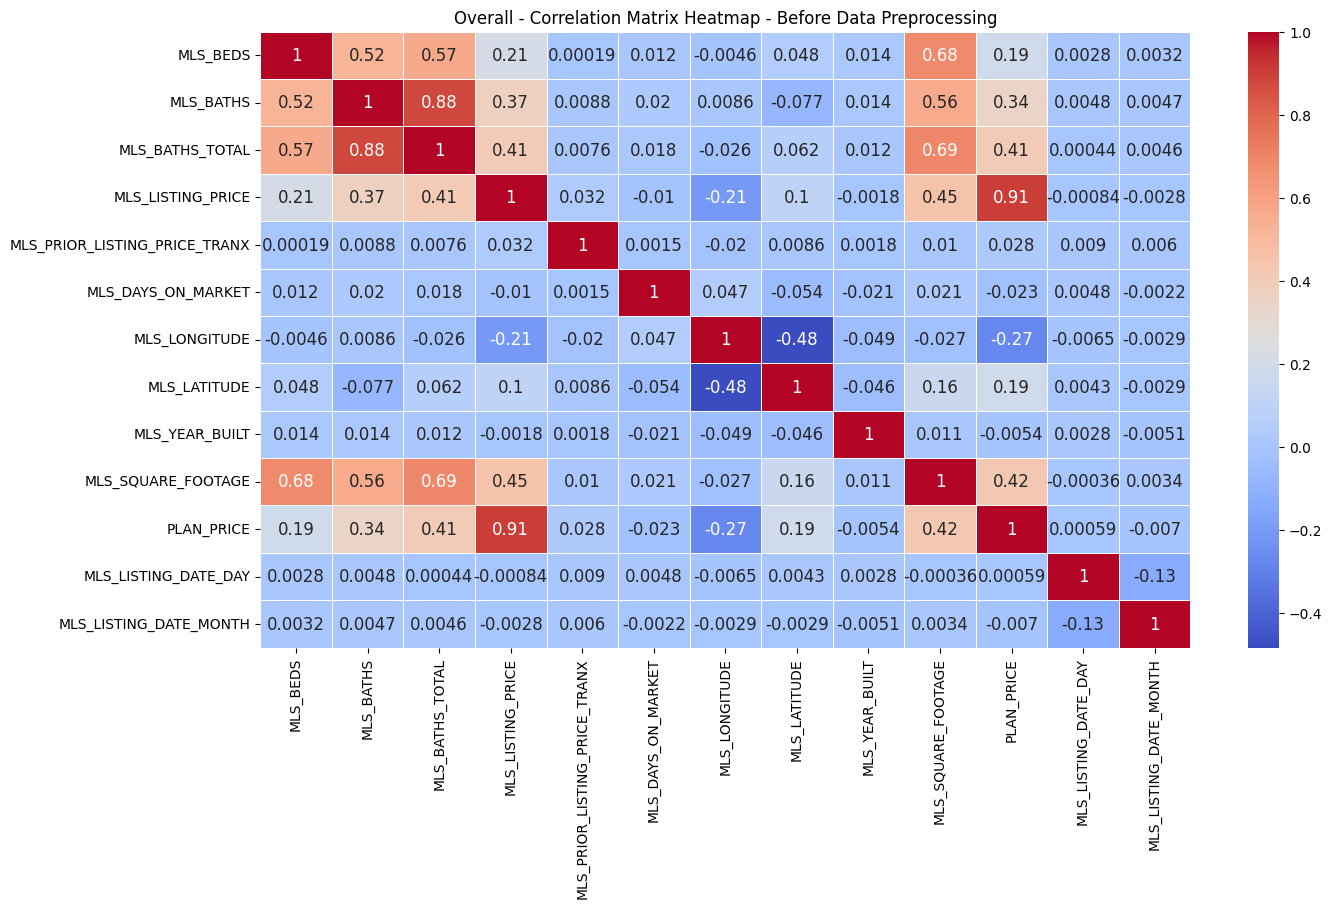 Overall - Correlation Matrix Heatmap - Before Data Preprocessing
MLS_BEDS 1 0.52 0.57 0.21 0.00019 0.012 -0.0046 0.048 0.014 0.68 0.19 0.0028 0.0032
MLS_BATHS 0.52 1 0.88 0.37 0.0088 0.02 0.0086 -0.077 0.014 0.56 0.34 0.0048 0.0047
MLS_BATHS_TOTAL 0.57 0.88 1 0.41 0.0076 0.018 -0.026 0.062 0.012 0.69 0.41 0.00044 0.0046
MLS_LISTING_PRICE 0.21 0.37 0.41 1 0.032 -0.01 -0.21 0.1 -0.0018 0.45 0.91 -0.00084 -0.0028
MLS_PRIOR_LISTING_PRICE_TRANX 0.00019 0.0088 0.0076 0.032 1 0.0015 -0.02 0.0086 0.0018 0.01 0.028 0.009 0.006
MLS_DAYS_ON_MARKET 0.012 0.02 0.018 -0.01 0.0015 1 0.047 -0.054 -0.021 0.021 -0.023 0.0048 -0.0022
MLS_LONGITUDE -0.0046 0.0086 -0.026 -0.21 -0.02 0.047 1 -0.48 -0.049 -0.027 -0.27 -0.0065 -0.0029
MLS_LATITUDE 0.048 -0.077 0.062 0.1 0.0086 -0.054 -0.48 1 -0.046 0.16 0.19 0.0043 -0.0029
MLS_YEAR_BUILT 0.014 0.014 0.012 -0.0018 0.0018 -0.021 -0.049 -0.046 1 0.011 -0.0054 0.0028 -0.0051
MLS_SQUARE_FOOTAGE 0.68 0.56 0.69 0.45 0.01 0.021 -0.027 0.16 0.011 1 0.42 -0.00036 0.0034
PLAN_PRICE 0.19 0.34 0.41 0.91 0.028 -0.023 -0.27 0.19 -0.0054 0.42 1 0.00059 -0.007
MLS_LISTING_DATE_DAY 0.0028 0.0048 0.00044 -0.00084 0.009 0.0048 -0.0065 0.0043 0.0028 -0.00036 0.00059 1 -0.13
MLS_LISTING_DATE_MONTH 0.0032 0.0047 0.0046 -0.0028 0.006 -0.0022 -0.0029 -0.0029 -0.0051 0.0034 -0.007 -0.13 1
MLS_BEDS
MLS_BATHS
MLS_BATHS_TOTAL
MLS_LISTING_PRICE
MLS_PRIOR_LISTING_PRICE_TRANX
MLS_DAYS_ON_MARKET
MLS_LONGITUDE
MLS_LATITUDE
MLS_YEAR_BUILT
MLS_SQUARE_FOOTAGE
PLAN_PRICE
MLS_LISTING_DATE_DAY
MLS_LISTING_DATE_MONTH
1.0
0.8
0.6
0.4
0.2
0.0
−0.2
−0.4